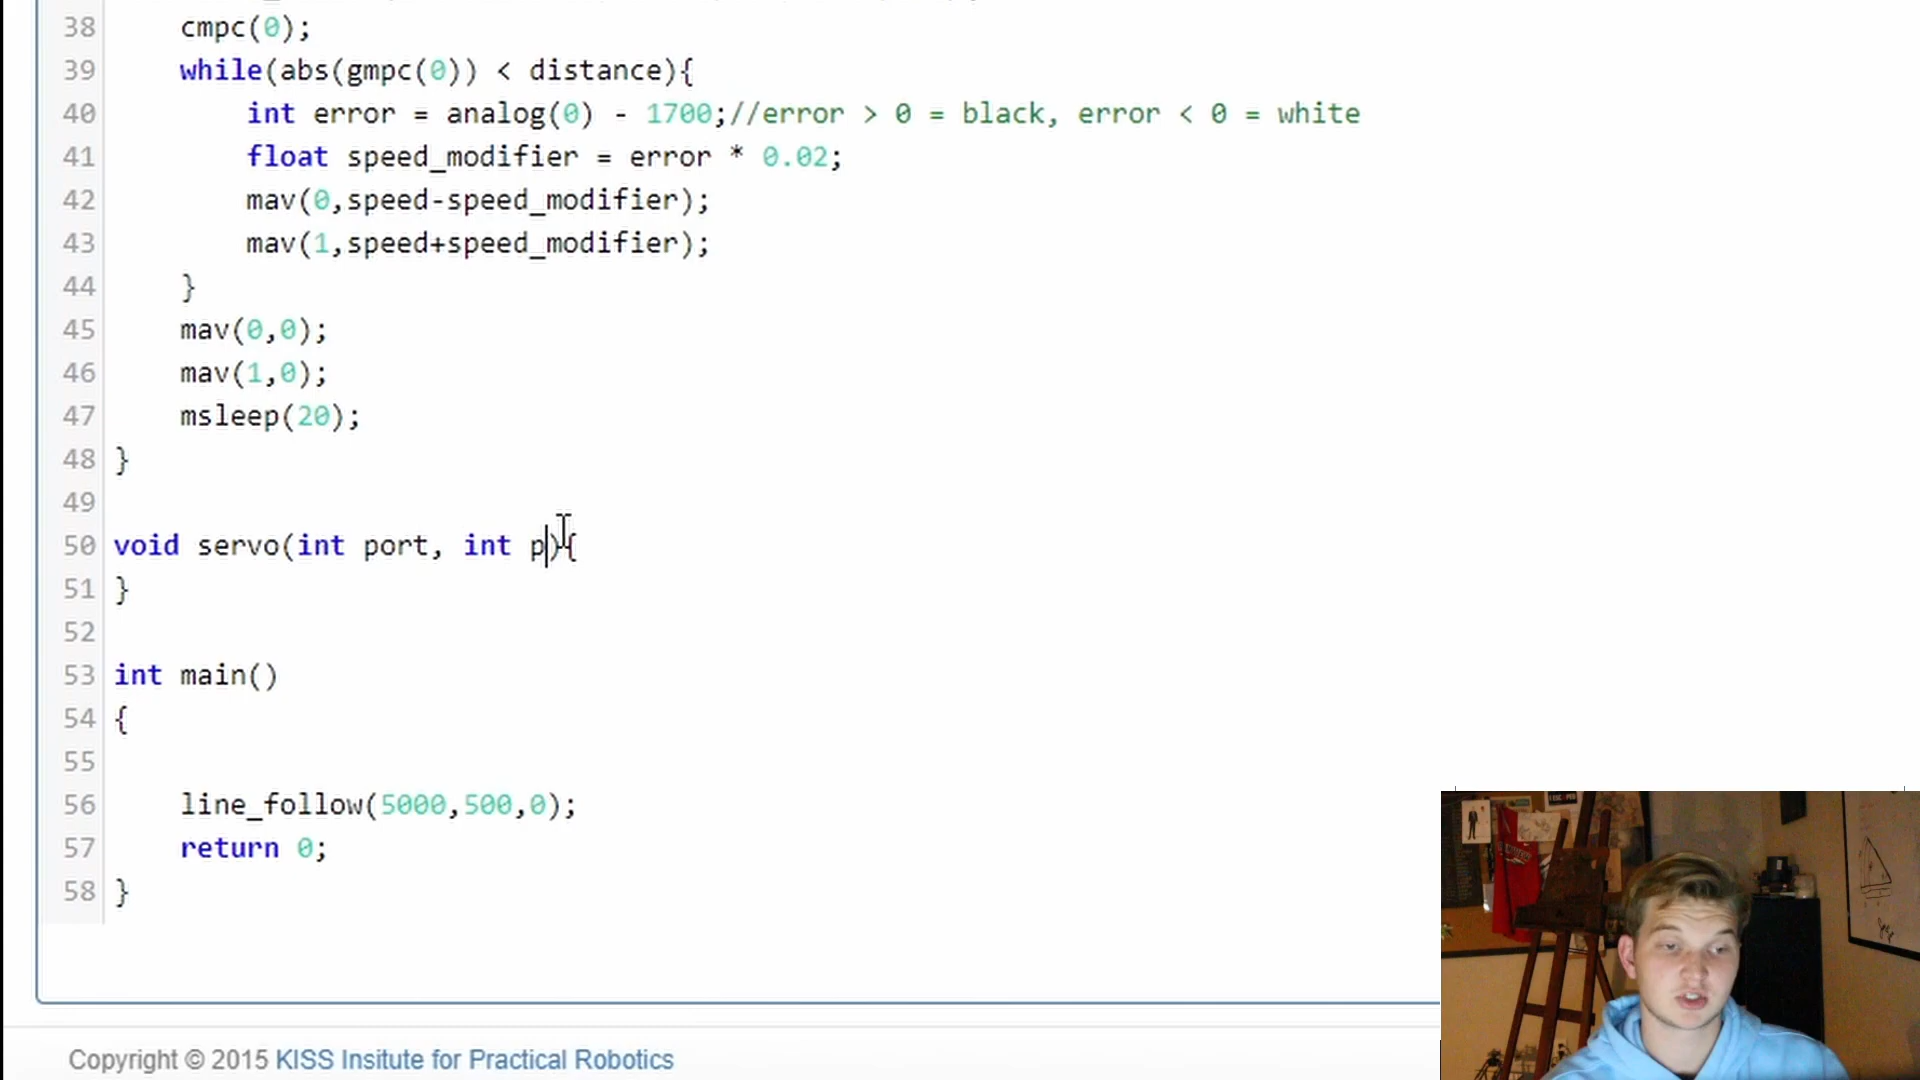 38 cmpc(0);
39 while(abs(gmpc(0)) < distance){
40 int error = analog(0) - 1700;//error > 0 = black, error < 0 = white
41 float speed_modifier = error * 0.02;
42 mav(0,speed-speed_modifier);
43 mav(1,speed+speed_modifier);
44 }
45 mav(0,0);
46 mav(1,0);
47 msleep(20);
48 }
49
50 void servo(int port, int p){
51 }
52
53 int main()
54 {
55
56 line_follow(5000,500,0);
57 return 0;
58 }
Copyright © 2015 KISS Insitute for Practical Robotics